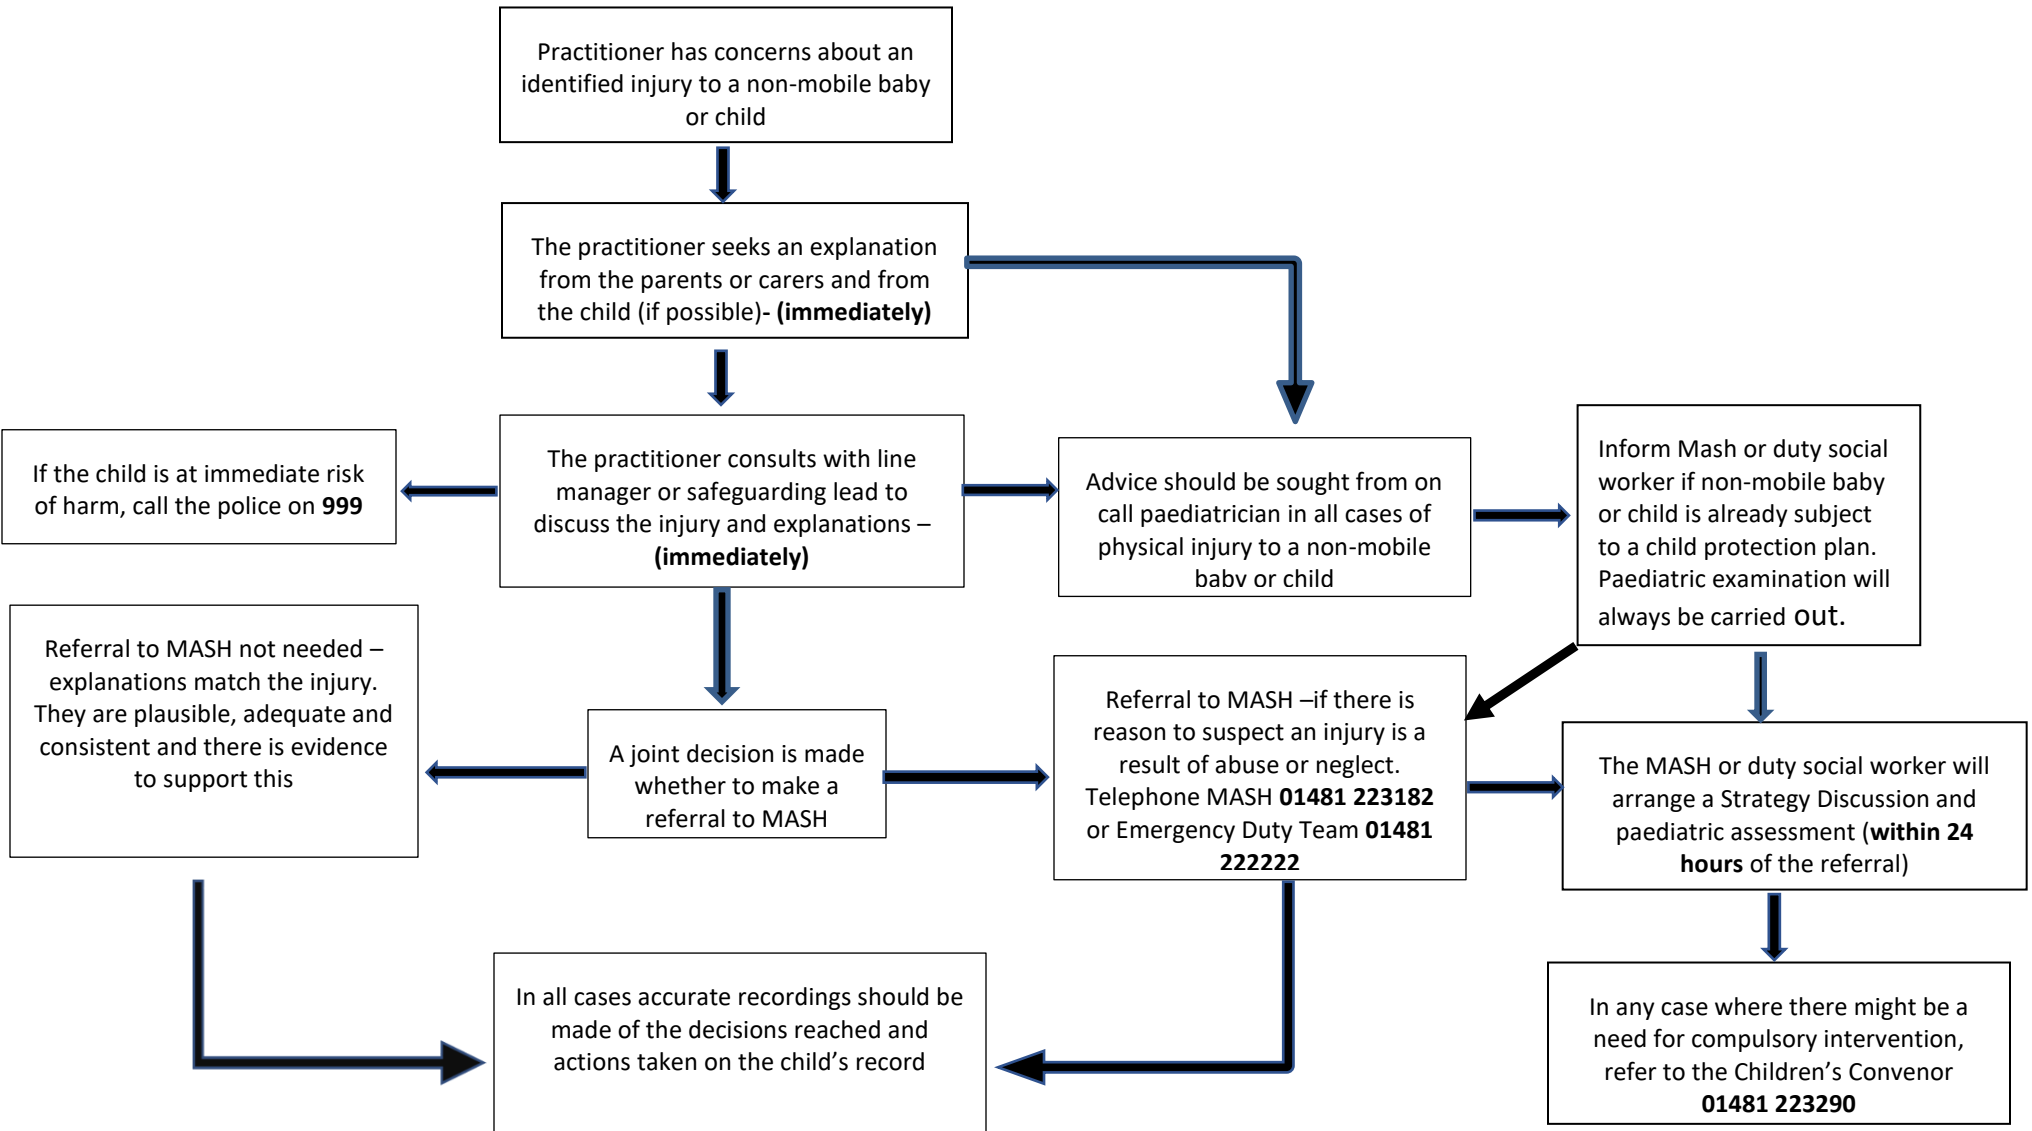 Practitioner has concerns about an
identified injury to a non-mobile baby
or child
The practitioner seeks an explanation
from the parents or carers and from
the child (if possible)- (immediately)
If the child is at immediate risk
of harm, call the police on 999
The practitioner consults with line
manager or safeguarding lead to
discuss the injury and explanations –
(immediately)
Advice should be sought from on
call paediatrician in all cases of
physical injury to a non-mobile
baby or child
Inform Mash or duty social
worker if non-mobile baby
or child is already subject
to a child protection plan.
Paediatric examination will
always be carried out.
Referral to MASH not needed –
explanations match the injury.
They are plausible, adequate and
consistent and there is evidence
to support this
A joint decision is made
whether to make a
referral to MASH
Referral to MASH –if there is
reason to suspect an injury is a
result of abuse or neglect.
Telephone MASH 01481 223182
or Emergency Duty Team 01481
222222
The MASH or duty social worker will
arrange a Strategy Discussion and
paediatric assessment (within 24
hours of the referral)
In all cases accurate recordings should be
made of the decisions reached and
actions taken on the child’s record
In any case where there might be a
need for compulsory intervention,
refer to the Children’s Convenor
01481 223290